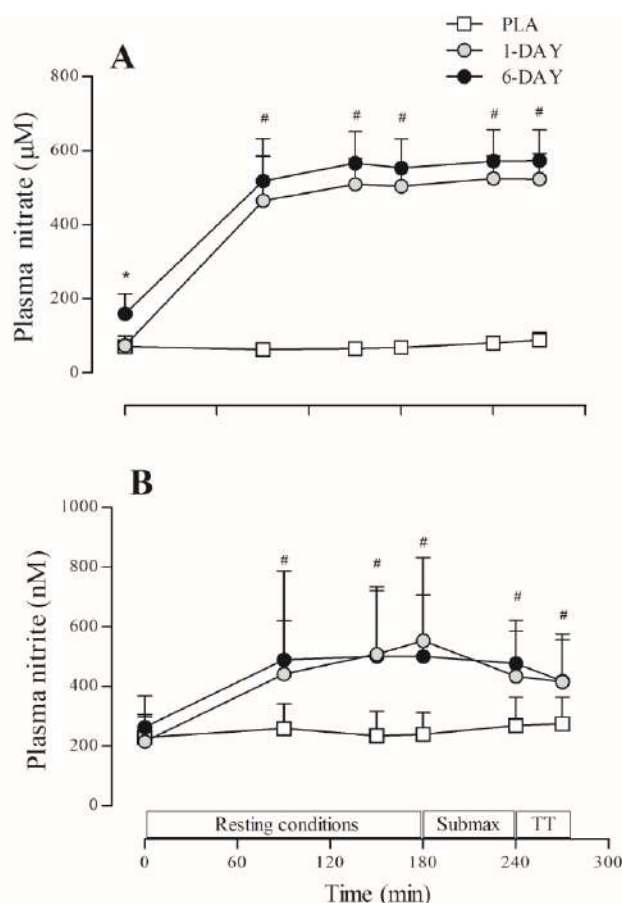 PLA
1-DAY
6-DAY
A
800
600
400
200
0
Plasma nitrate (μM)
*
# # # # #
B
1000
800
600
400
200
0
Plasma nitrite (nM)
# # # # #
Resting conditions Submax TT
0 60 120 180 240 300
Time (min)